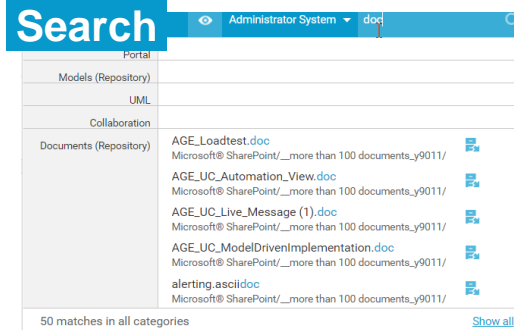 Search
Administrator System
doc
Portal
Models (Repository)
UML
Collaboration
Documents (Repository)
AGE_Loadtest.doc
Microsoft® SharePoint/__more than 100 documents_y9011/
AGE_UC_Automation_View.doc
Microsoft® SharePoint/__more than 100 documents_y9011/
AGE_UC_Live_Message (1).doc
Microsoft® SharePoint/__more than 100 documents_y9011/
AGE_UC_ModelDrivenImplementation.doc
Microsoft® SharePoint/__more than 100 documents_y9011/
alerting.asciidoc
Microsoft® SharePoint/__more than 100 documents_y9011/
50 matches in all categories
Show all